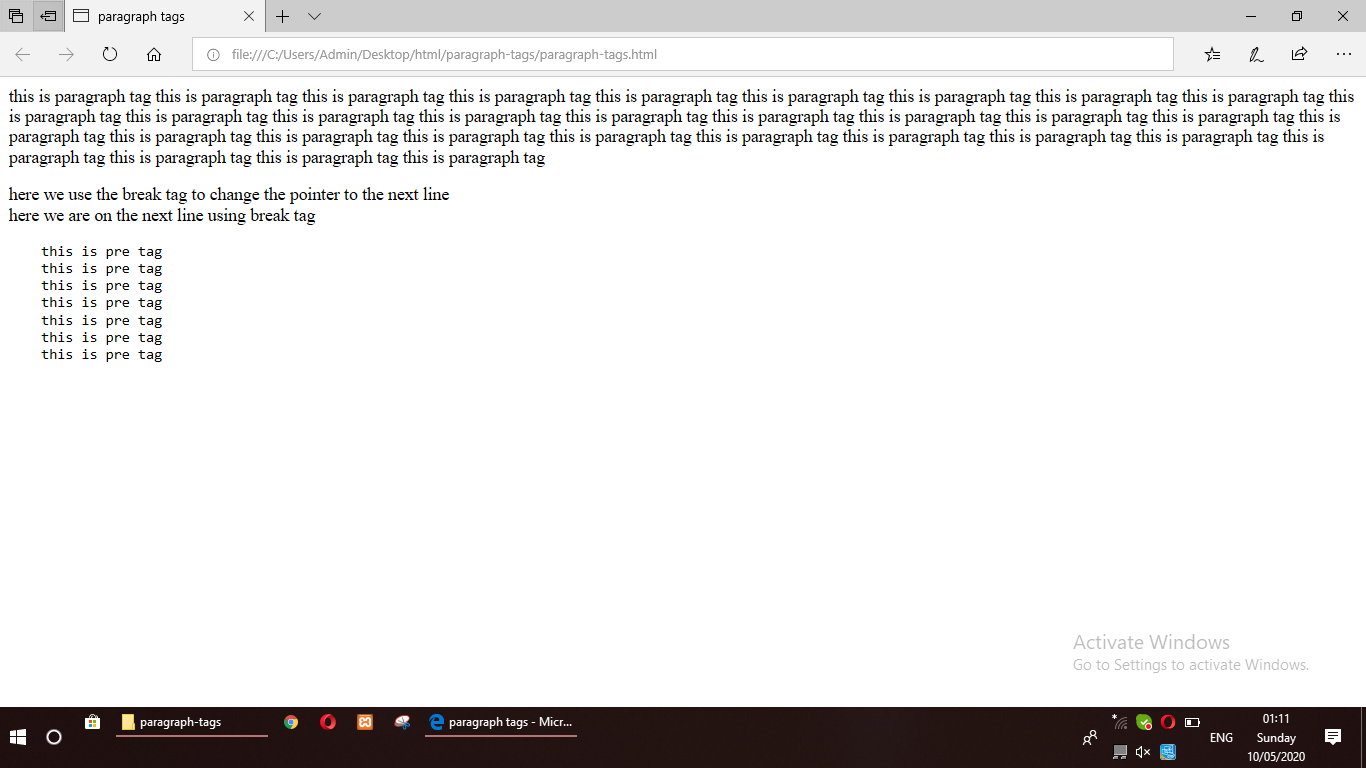 paragraph tags
file:///C:/Users/Admin/Desktop/html/paragraph-tags/paragraph-tags.html
this is paragraph tag this is paragraph tag this is paragraph tag this is paragraph tag this is paragraph tag this is paragraph tag this is paragraph tag this is paragraph tag this is paragraph tag this
is paragraph tag this is paragraph tag this is paragraph tag this is paragraph tag this is paragraph tag this is paragraph tag this is paragraph tag this is paragraph tag this is paragraph tag this is
paragraph tag this is paragraph tag this is paragraph tag this is paragraph tag this is paragraph tag this is paragraph tag this is paragraph tag this is paragraph tag this is paragraph tag this is
paragraph tag this is paragraph tag this is paragraph tag this is paragraph tag
here we use the break tag to change the pointer to the next line
here we are on the next line using break tag
this is pre tag
this is pre tag
this is pre tag
this is pre tag
this is pre tag
this is pre tag
this is pre tag
Activate Windows
Go to Settings to activate Windows.
paragraph-tags
paragraph tags - Micr...
ENG
01:11
Sunday
10/05/2020